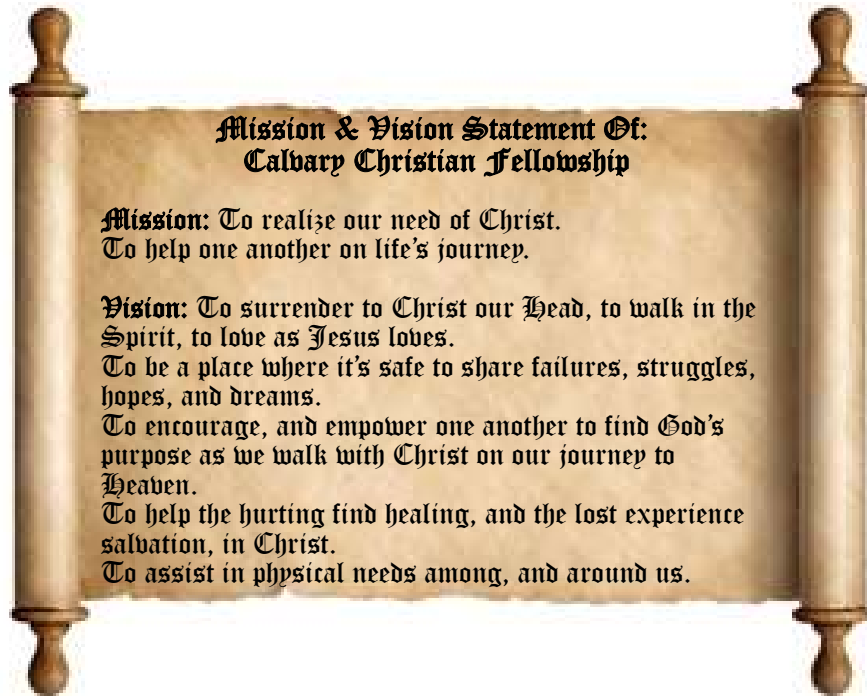 Mission & Vision Statement Of:
Calvary Christian Fellowship
Mission: To realize our need of Christ.
To help one another on life's journey.
Vision: To surrender to Christ our Head, to walk in the
Spirit, to love as Jesus loves.
To be a place where it's safe to share failures, struggles,
hopes, and dreams.
To encourage, and empower one another to find God's
purpose as we walk with Christ on our journey to
Heaven.
To help the hurting find healing, and the lost experience
salvation, in Christ.
To assist in physical needs among, and around us.